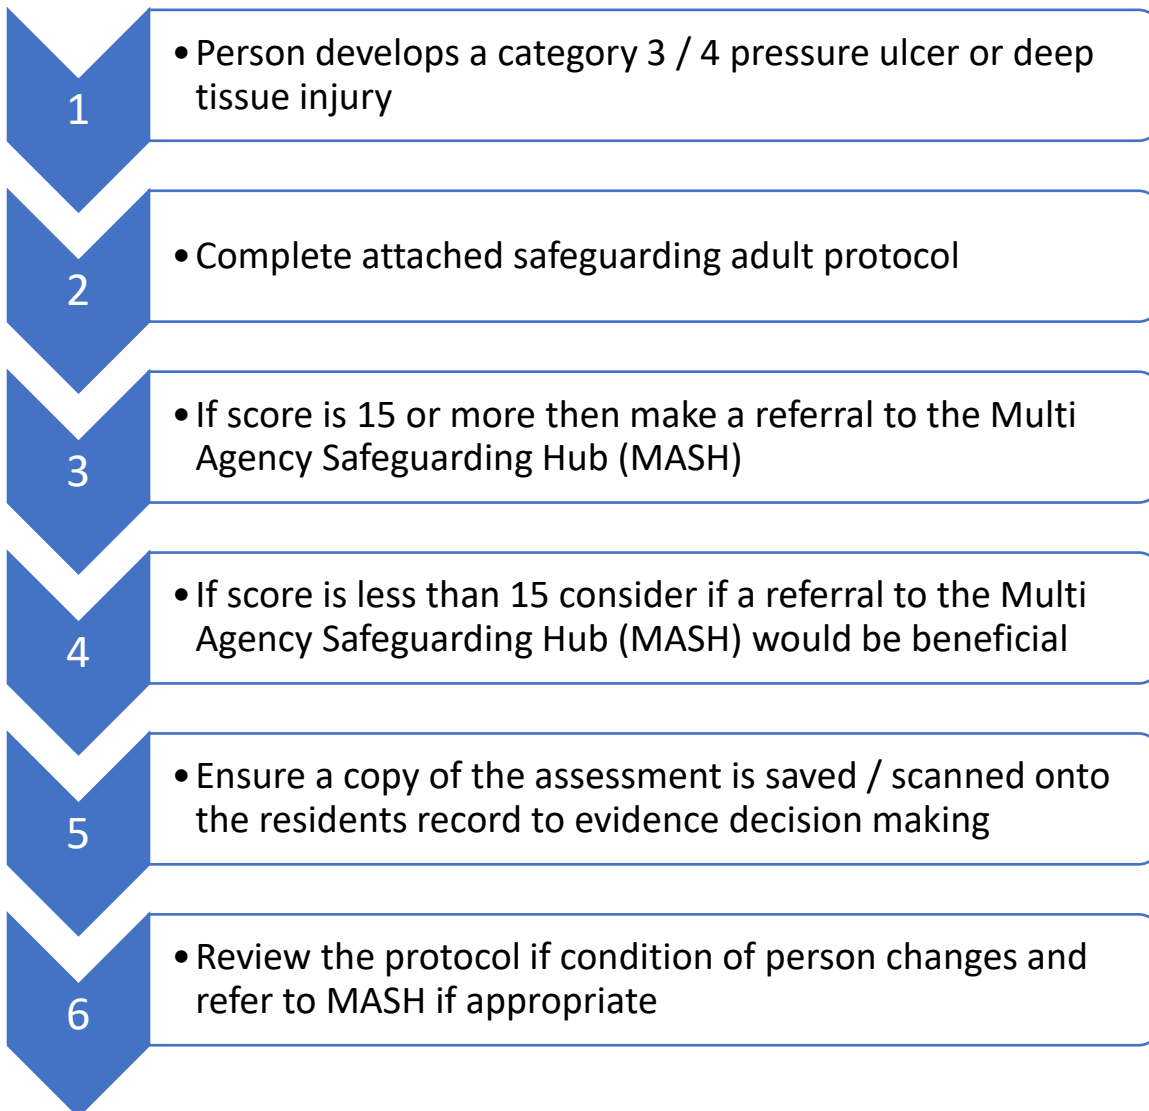 1
• Person develops a category 3 / 4 pressure ulcer or deep
tissue injury
2
• Complete attached safeguarding adult protocol
3
• If score is 15 or more then make a referral to the Multi
Agency Safeguarding Hub (MASH)
4
• If score is less than 15 consider if a referral to the Multi
Agency Safeguarding Hub (MASH) would be beneficial
5
• Ensure a copy of the assessment is saved / scanned onto
the residents record to evidence decision making
6
• Review the protocol if condition of person changes and
refer to MASH if appropriate